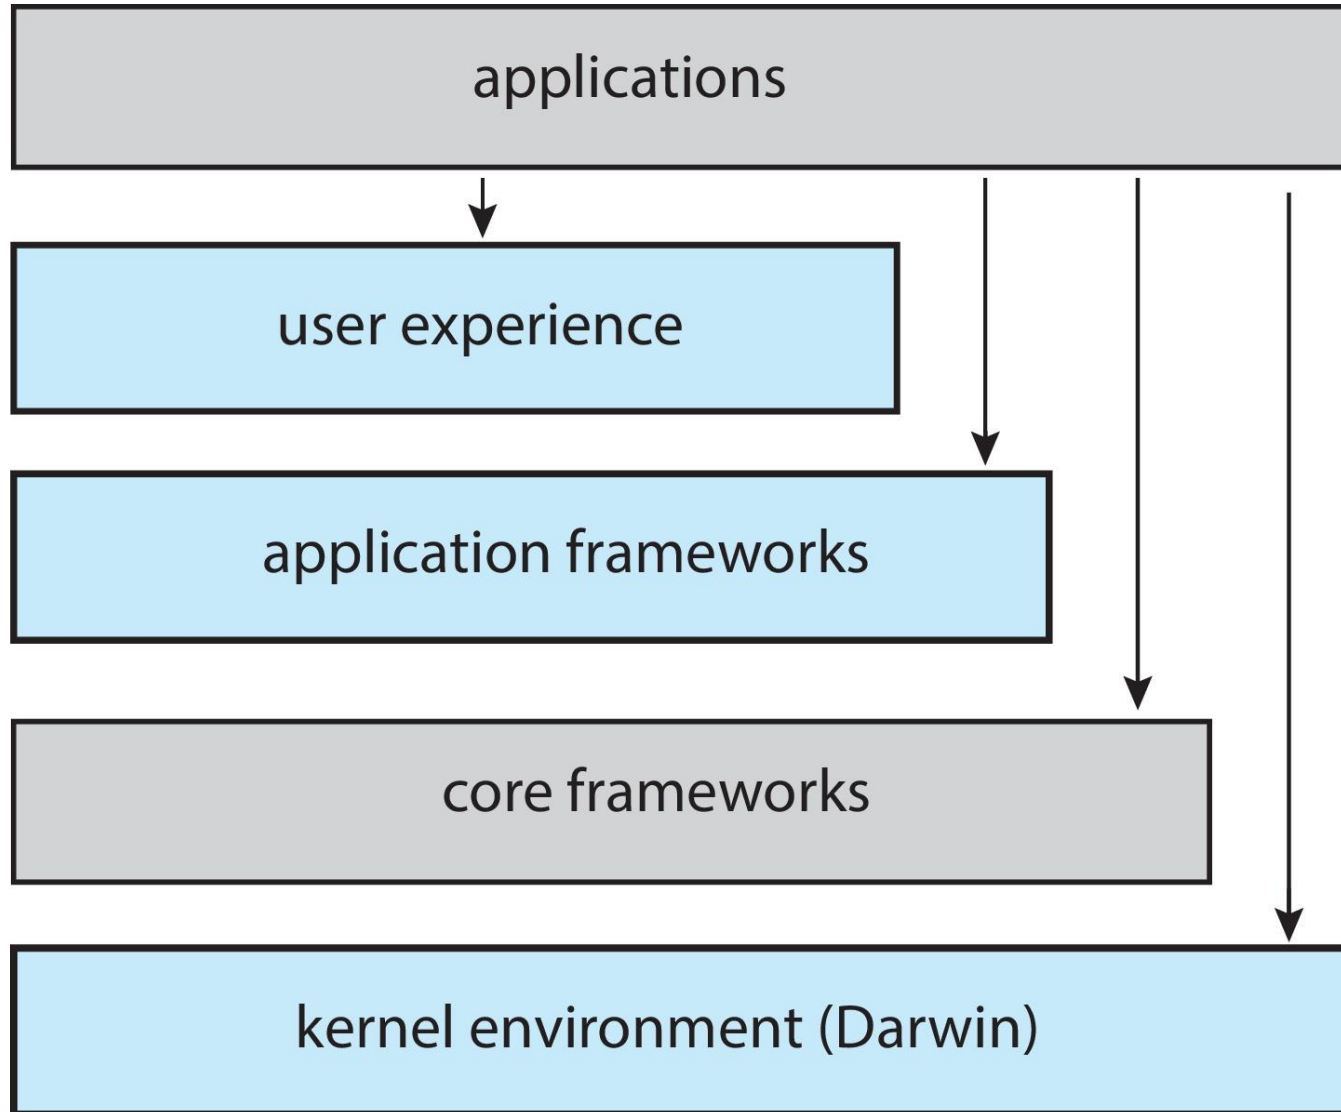 applications
user experience
application frameworks
core frameworks
kernel environment (Darwin)